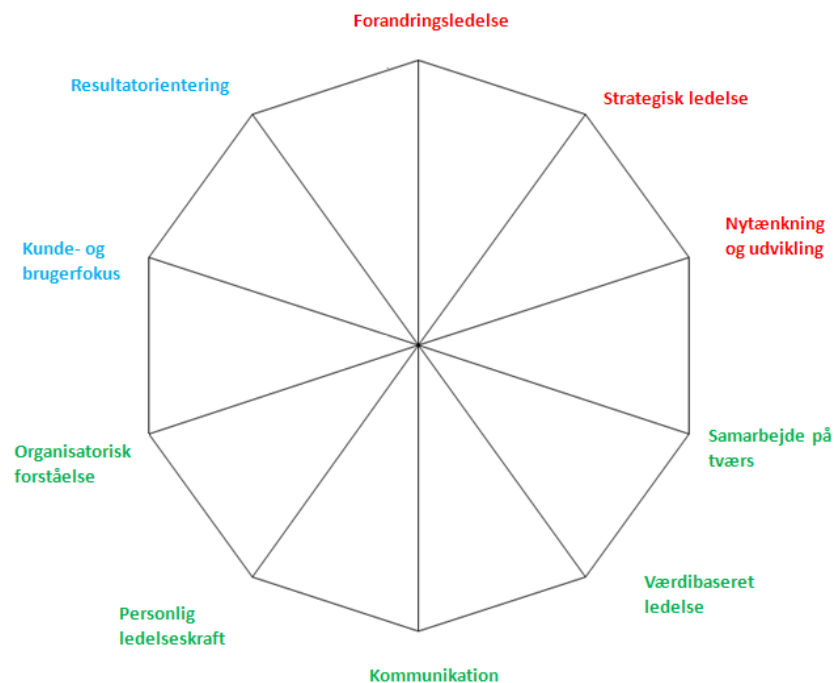 Forandringsledelse
Resultatorientering
Strategisk ledelse
Kunde- og
brugerfokus
Nytænkning
og udvikling
Organisatorisk
forståelse
Samarbejde på
tværs
Personlig
ledelseskraft
Værdibaseret
ledelse
Kommunikation